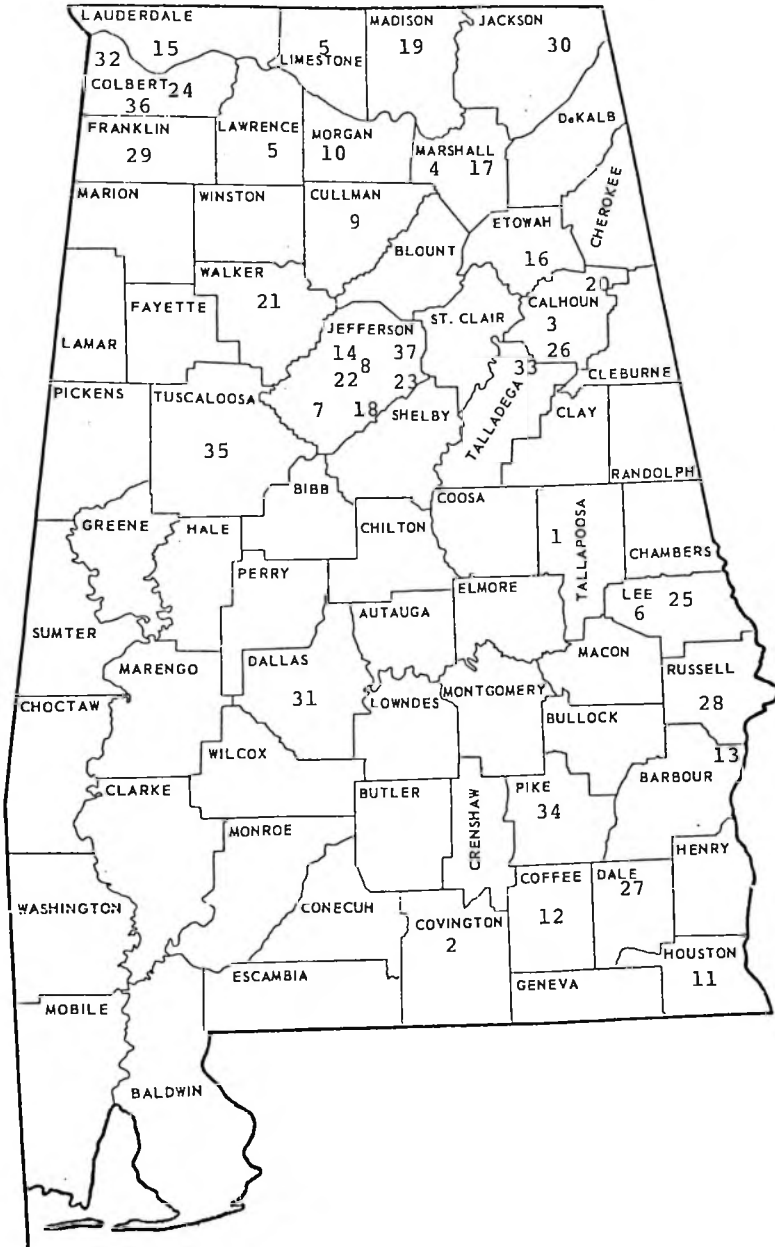 LAUDERDALE
15
32
5
LIMESTONE
MADISON
19
JACKSON
30
COLBERT 24
36
FRANKLIN
29
LAWRENCE
5
MORGAN
10
MARSHALL
4 17
DeKALB
CHEROKEE
MARION
WINSTON
CULLMAN
9
BLOUNT
ETOWAH
16
WALKER
21
FAYETTE
LAMAR
JEFFERSON
14 8 37
22 23
7 18
ST. CLAIR
20
CALHOUN
3
26
33
TALLADEGA
CLEBURNE
PICKENS
TUSCALOOSA
35
SHELBY
CLAY
RANDOLPH
BIBB
COOSA
GREENE
HALE
CHILTON
1
TALLAPOOSA
CHAMBERS
PERRY
AUTAUGA
ELMORE
LEE 25
6
SUMTER
MARENGO
DALLAS
31
MACON
RUSSELL
28
CHOCTAW
LOWNDES
MONTGOMERY
BULLOCK
WILCOX
13
BARBOUR
CLARKE
BUTLER
CRENSHAW
PIKE
34
MONROE
HENRY
COFFEE
12
DALE
27
WASHINGTON
CONECUH
COVINGTON
2
HOUSTON
11
ESCAMBIA
GENEVA
MOBILE
BALDWIN